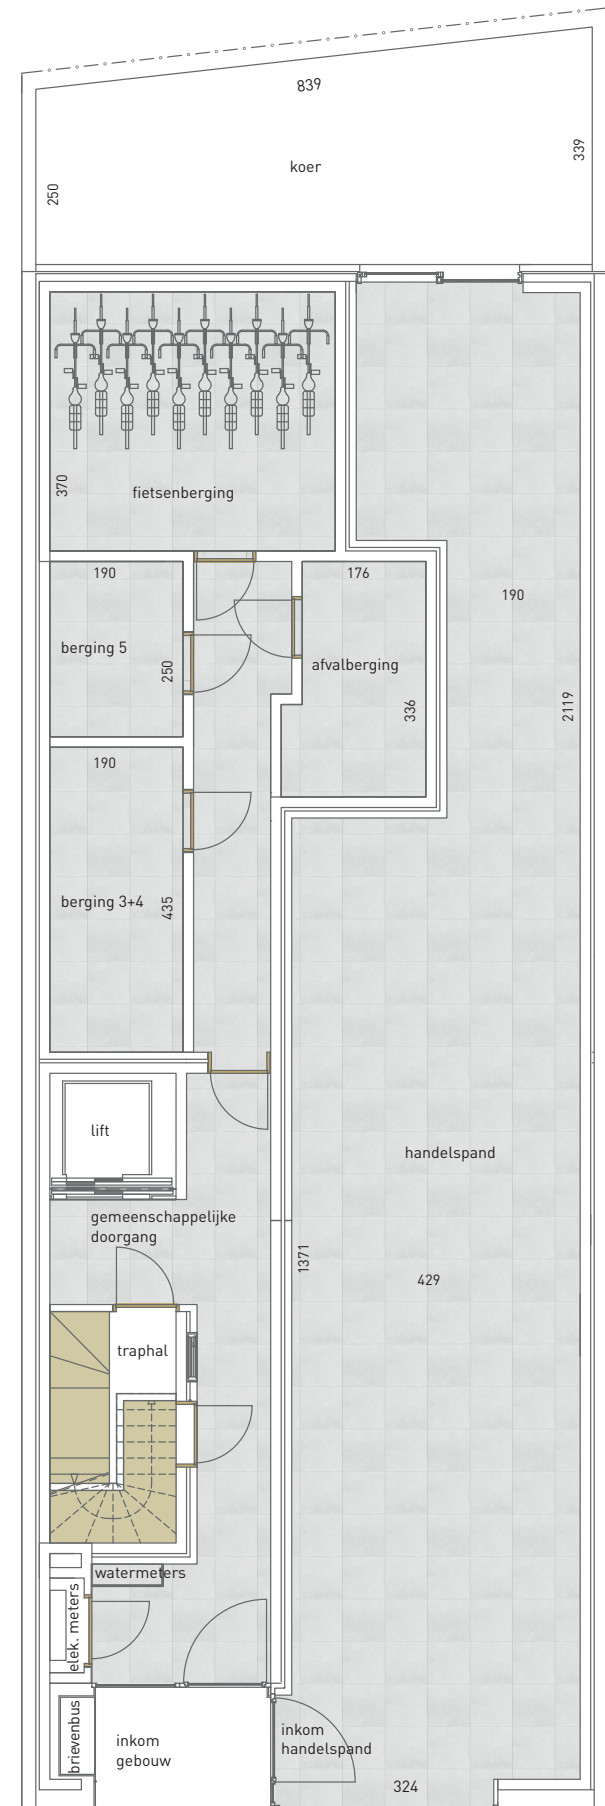 839
koer
339
250
370
fietsenberging
190
176
190
berging 5
250
afvalberging
336
2119
190
berging 3+4
435
lift
handelspand
gemeenschappelijke
doorgang
1371
429
traphal
watermeters
elek. meters
brievenbus
inkom
gebouw
inkom
handelspand
324